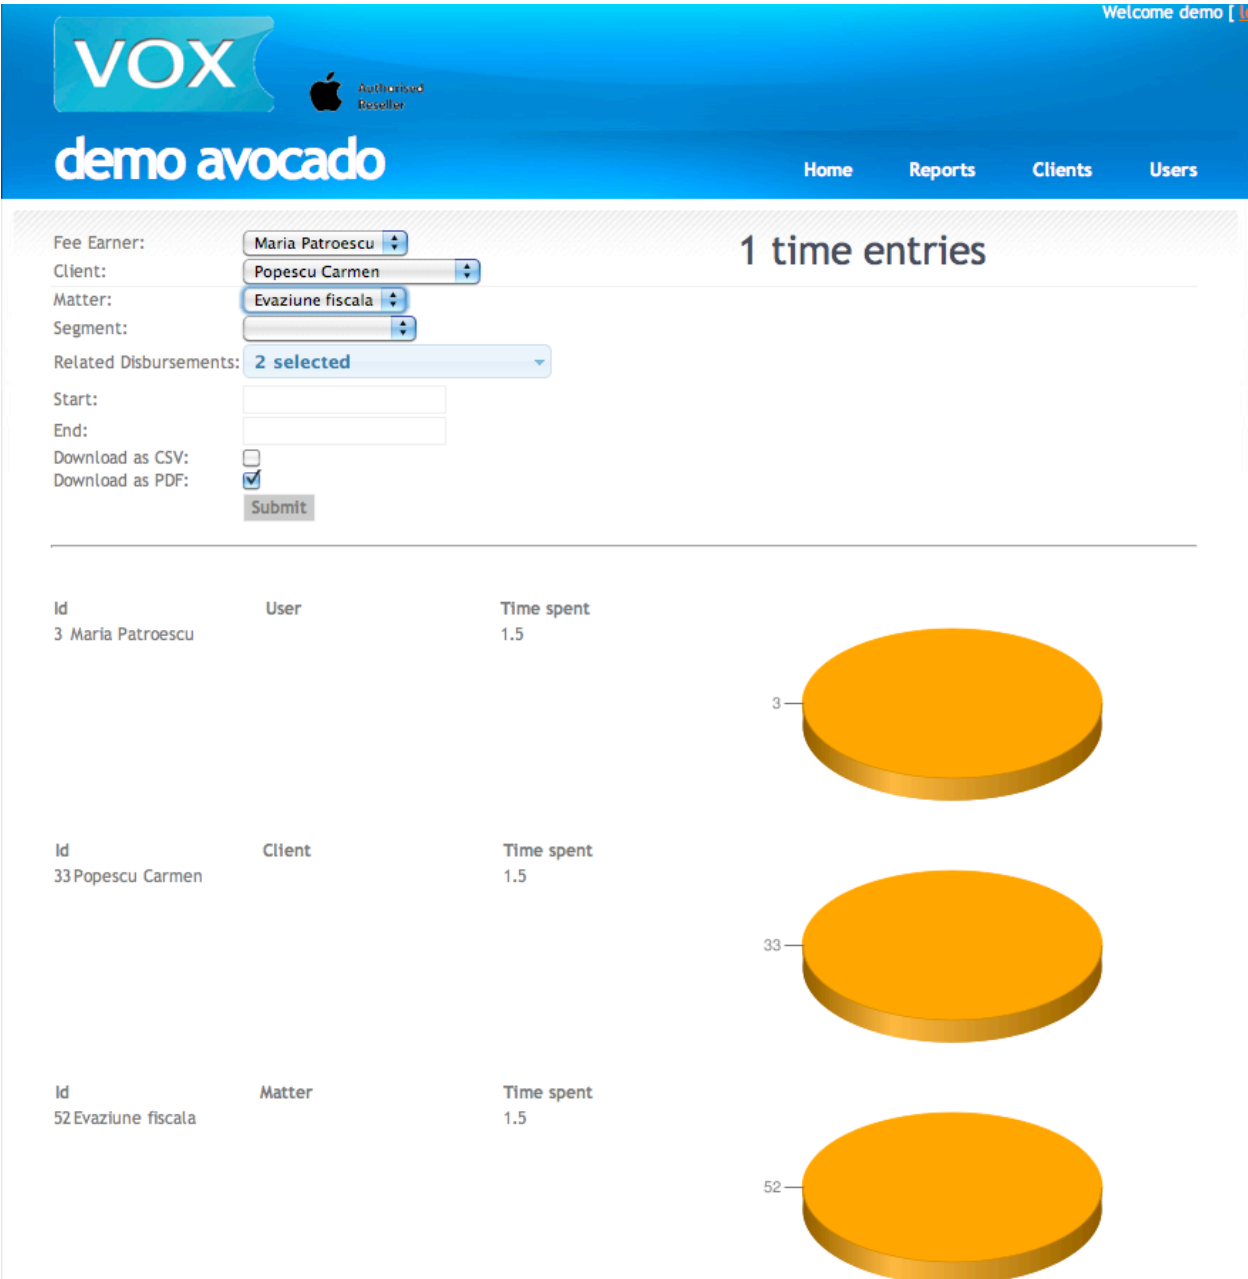 Welcome demo [
VOX
Authorised
Reseller
demo avocado
Home Reports Clients Users
Fee Earner: Maria Patroescu
1 time entries
Client: Popescu Carmen
Matter: Evaziune fiscala
Segment:
Related Disbursements: 2 selected
Start:
End:
Download as CSV:
Download as PDF:
Submit
Id User Time spent
3 Maria Patroescu 1.5
3
Id Client Time spent
33 Popescu Carmen 1.5
33
Id Matter Time spent
52 Evaziune fiscala 1.5
52